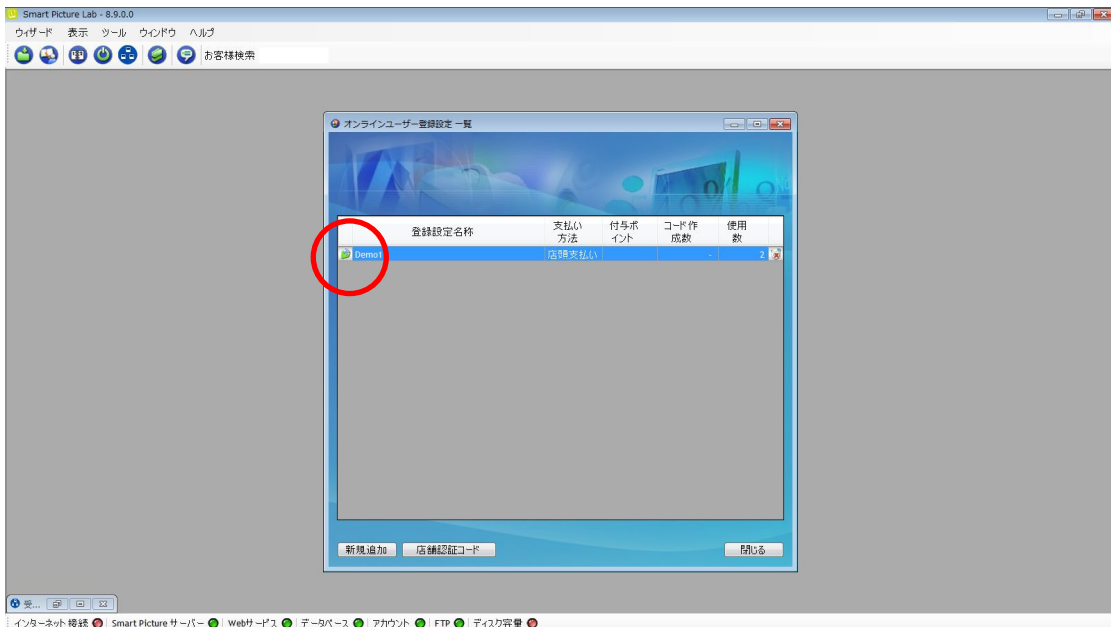 Smart Picture Lab - 8.9.0.0
ウィザード 表示 ツール ウィンドウ ヘルプ
お客様検索
オンラインユーザー登録設定 一覧
登録設定名称 支払い方法 付与ポイント コード作成数 使用数
Demo1 店頭支払い - 2
新規追加 店舗認証コード 閉じる
受...
インターネット接続 Smart Picture サーバー Webサービス データベース アカウント FTP ディスク容量